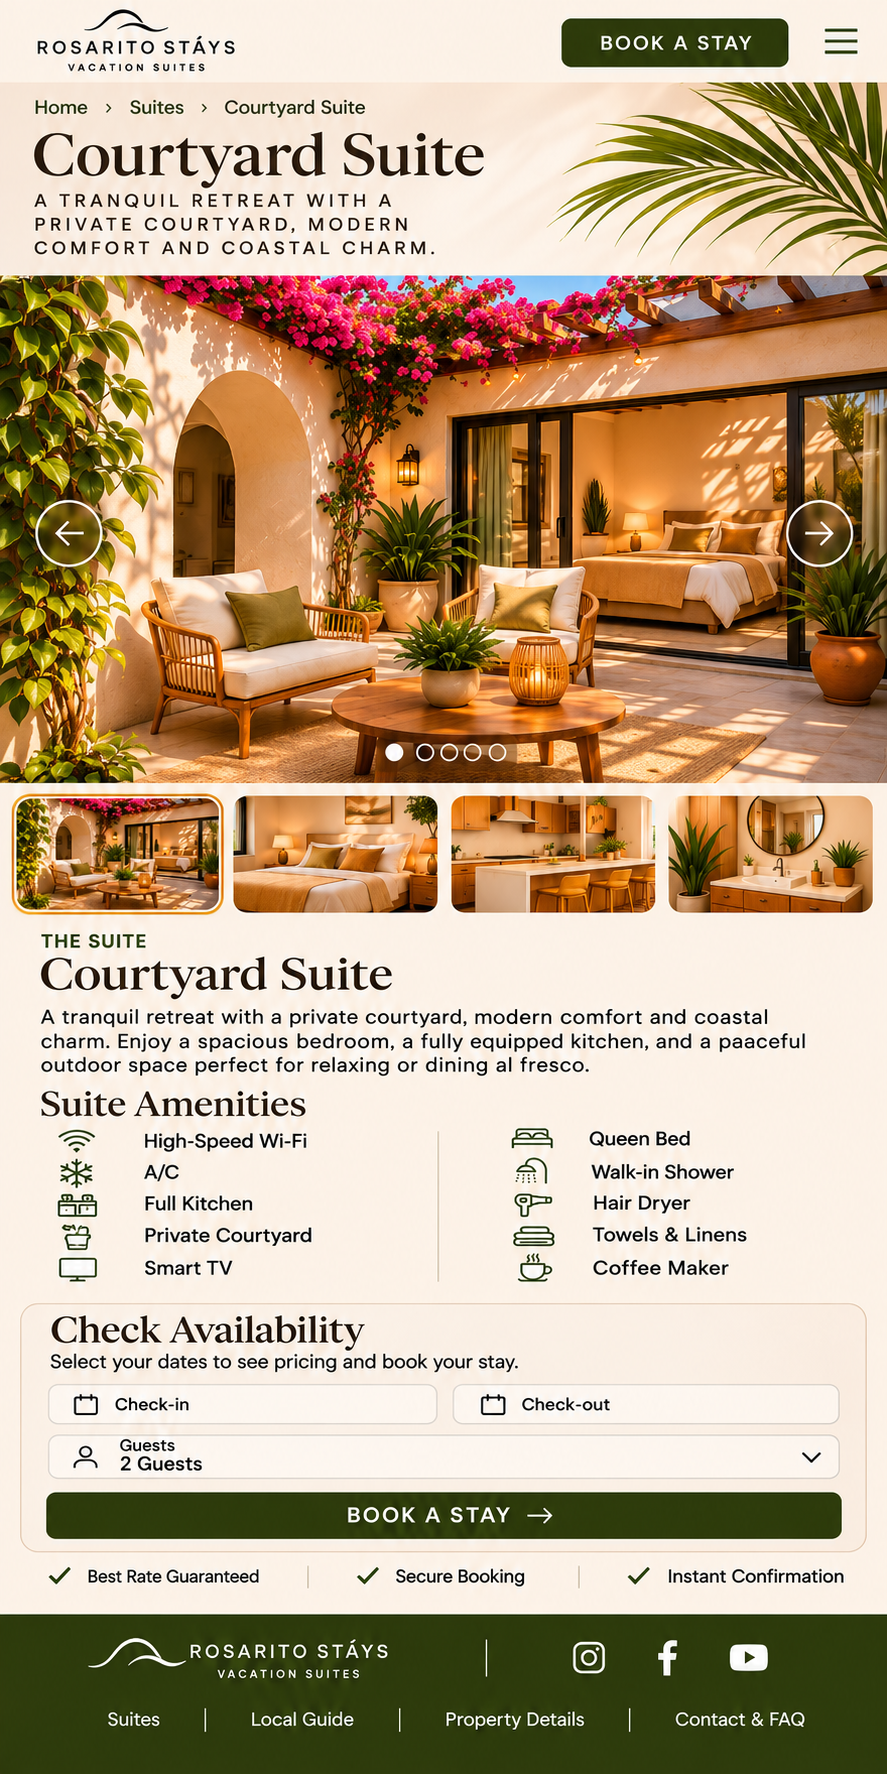 ROSARITO STÁYS
VACATION SUITES
BOOK A STAY
Home > Suites > Courtyard Suite
Courtyard Suite
A TRANQUIL RETREAT WITH A
PRIVATE COURTYARD, MODERN
COMFORT AND COASTAL CHARM.
THE SUITE
Courtyard Suite
A tranquil retreat with a private courtyard, modern comfort and coastal
charm. Enjoy a spacious bedroom, a fully equipped kitchen, and a paaceful
outdoor space perfect for relaxing or dining al fresco.
Suite Amenities
High-Speed Wi-Fi
A/C
Full Kitchen
Private Courtyard
Smart TV
Queen Bed
Walk-in Shower
Hair Dryer
Towels & Linens
Coffee Maker
Check Availability
Select your dates to see pricing and book your stay.
Check-in
Check-out
Guests
2 Guests
BOOK A STAY →
Best Rate Guaranteed
Secure Booking
Instant Confirmation
ROSARITO STÁYS
VACATION SUITES
Suites
Local Guide
Property Details
Contact & FAQ